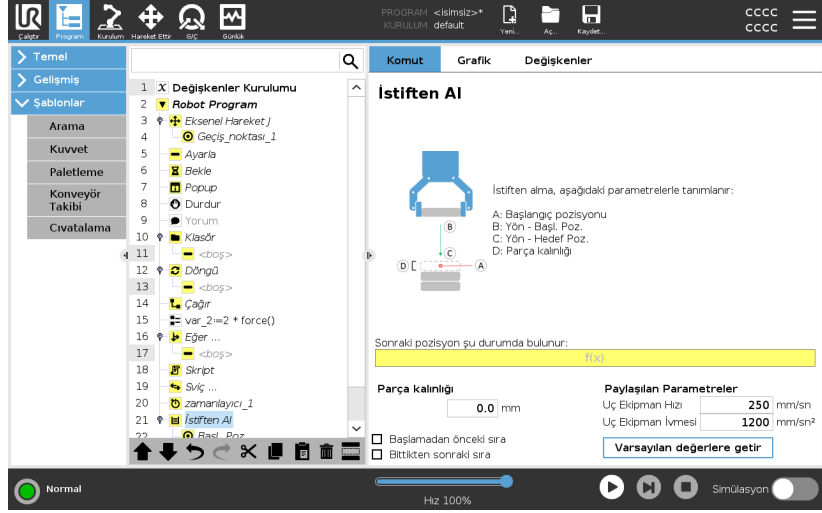 PROGRAM <isimsiz>*
KURULUM default
Çalıştır Program Kurulum Hareket Ettir G/Ç Günlük
Yeni... Aç... Kaydet...
cccc
cccc
Temel
Gelişmiş
Şablonlar
Arama
Kuvvet
Paletleme
Konveyör
Takibi
Cıvatalama
1 X Değişkenler Kurulumu
2 Robot Program
3 Eksenel Hareket J
4 Geçiş_noktası_1
5 Ayarla
6 Bekle
7 Popup
8 Durdur
9 Yorum
10 Klasör
11 <boş>
12 Döngü
13 <boş>
14 Çağır
15 var_2:=2 * force()
16 Eğer ...
17 <boş>
18 Skript
19 Sviç ...
20 zamanlayıcı_1
21 İstiften Al
22 Başl. Poz
Komut Grafik Değişkenler
İstiften Al
İstiften alma, aşağıdaki parametrelerle tanımlanır:
A: Başlangıç pozisyonu
B: Yön - Başl. Poz.
C: Yön - Hedef Poz.
D: Parça kalınlığı
B
C
D
A
Sonraki pozisyon şu durumda bulunur:
f(x)
Parça kalınlığı
0.0 mm
Başlamadan önceki sıra
Bittikten sonraki sıra
Paylaşılan Parametreler
Uç Ekipman Hızı 250 mm/sn
Uç Ekipman İvmesi 1200 mm/sn²
Varsayılan değerlere getir
Normal
Hız 100%
Simülasyon